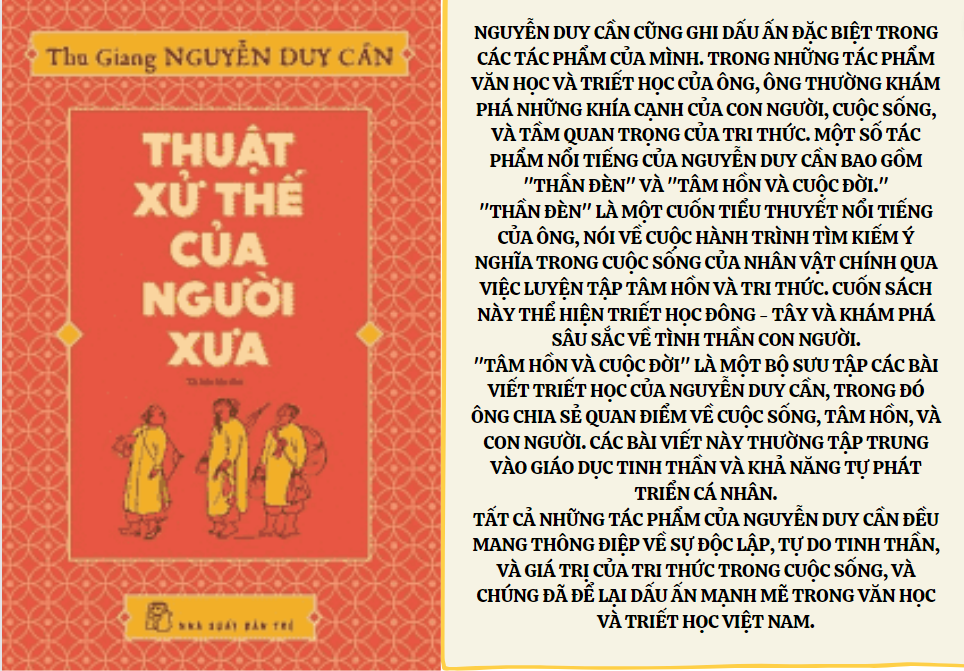 Thu Giang NGUYỄN DUY CẦN
THUẬT
XỬ THẾ
CỦA
NGƯỜI
XƯA
NHÀ XUẤT BẢN TRẺ
NGUYỄN DUY CẦN CŨNG GHI DẤU ẤN ĐẶC BIỆT TRONG
CÁC TÁC PHẨM CỦA MÌNH. TRONG NHỮNG TÁC PHẨM
VĂN HỌC VÀ TRIẾT HỌC CỦA ÔNG, ÔNG THƯỜNG KHÁM
PHÁ NHỮNG KHÍA CẠNH CỦA CON NGƯỜI, CUỘC SỐNG,
VÀ TẦM QUAN TRỌNG CỦA TRI THỨC. MỘT SỐ TÁC
PHẨM NỔI TIẾNG CỦA NGUYỄN DUY CẦN BAO GỒM
"THẦN ĐÈN" VÀ "TÂM HỒN VÀ CUỘC ĐỜI."
"THẦN ĐÈN" LÀ MỘT CUỐN TIỂU THUYẾT NỔI TIẾNG
CỦA ÔNG, NÓI VỀ CUỘC HÀNH TRÌNH TÌM KIẾM Ý
NGHĨA TRONG CUỘC SỐNG CỦA NHÂN VẬT CHÍNH QUA
VIỆC LUYỆN TẬP TÂM HỒN VÀ TRI THỨC. CUỐN SÁCH
NÀY THỂ HIỆN TRIẾT HỌC ĐÔNG - TÂY VÀ KHÁM PHÁ
SÂU SẮC VỀ TÌNH THẦN CON NGƯỜI.
"TÂM HỒN VÀ CUỘC ĐỜI" LÀ MỘT BỘ SƯU TẬP CÁC BÀI
VIẾT TRIẾT HỌC CỦA NGUYỄN DUY CẦN, TRONG ĐÓ
ÔNG CHIA SẺ QUAN ĐIỂM VỀ CUỘC SỐNG, TÂM HỒN, VÀ
CON NGƯỜI. CÁC BÀI VIẾT NÀY THƯỜNG TẬP TRUNG
VÀO GIÁO DỤC TINH THẦN VÀ KHẢ NĂNG TỰ PHÁT
TRIỂN CÁ NHÂN.
TẤT CẢ NHỮNG TÁC PHẨM CỦA NGUYỄN DUY CẦN ĐỀU
MANG THÔNG ĐIỆP VỀ SỰ ĐỘC LẬP, TỰ DO TINH THẦN,
VÀ GIÁ TRỊ CỦA TRI THỨC TRONG CUỘC SỐNG, VÀ
CHÚNG ĐÃ ĐỂ LẠI DẤU ẤN MẠNH MẼ TRONG VĂN HỌC
VÀ TRIẾT HỌC VIỆT NAM.